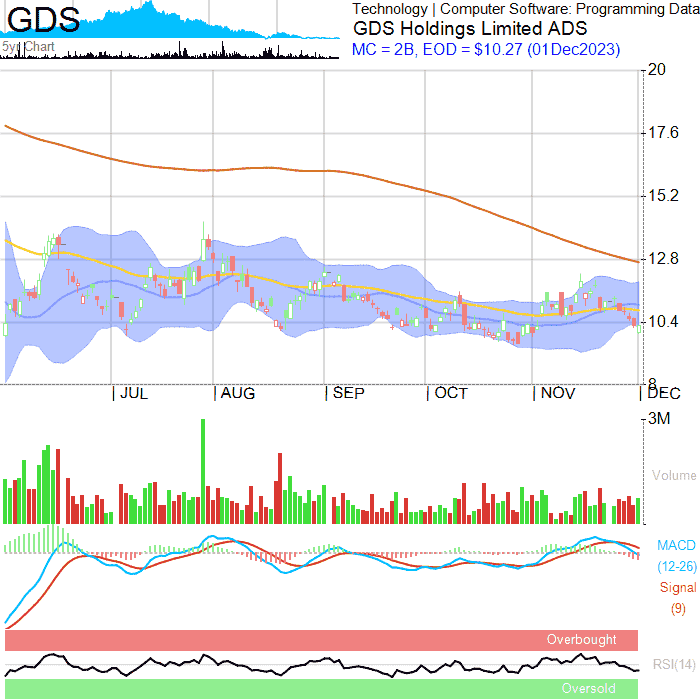 GDS
5yr Chart
Technology | Computer Software: Programming Data
GDS Holdings Limited ADS
MC = 2B, EOD = $10.27 (01Dec2023)
20
17.6
15.2
12.8
10.4
8
JUL
AUG
SEP
OCT
NOV
DEC
3M
Volume
MACD
(12-26)
Signal
(9)
Overbought
RSI(14)
Oversold